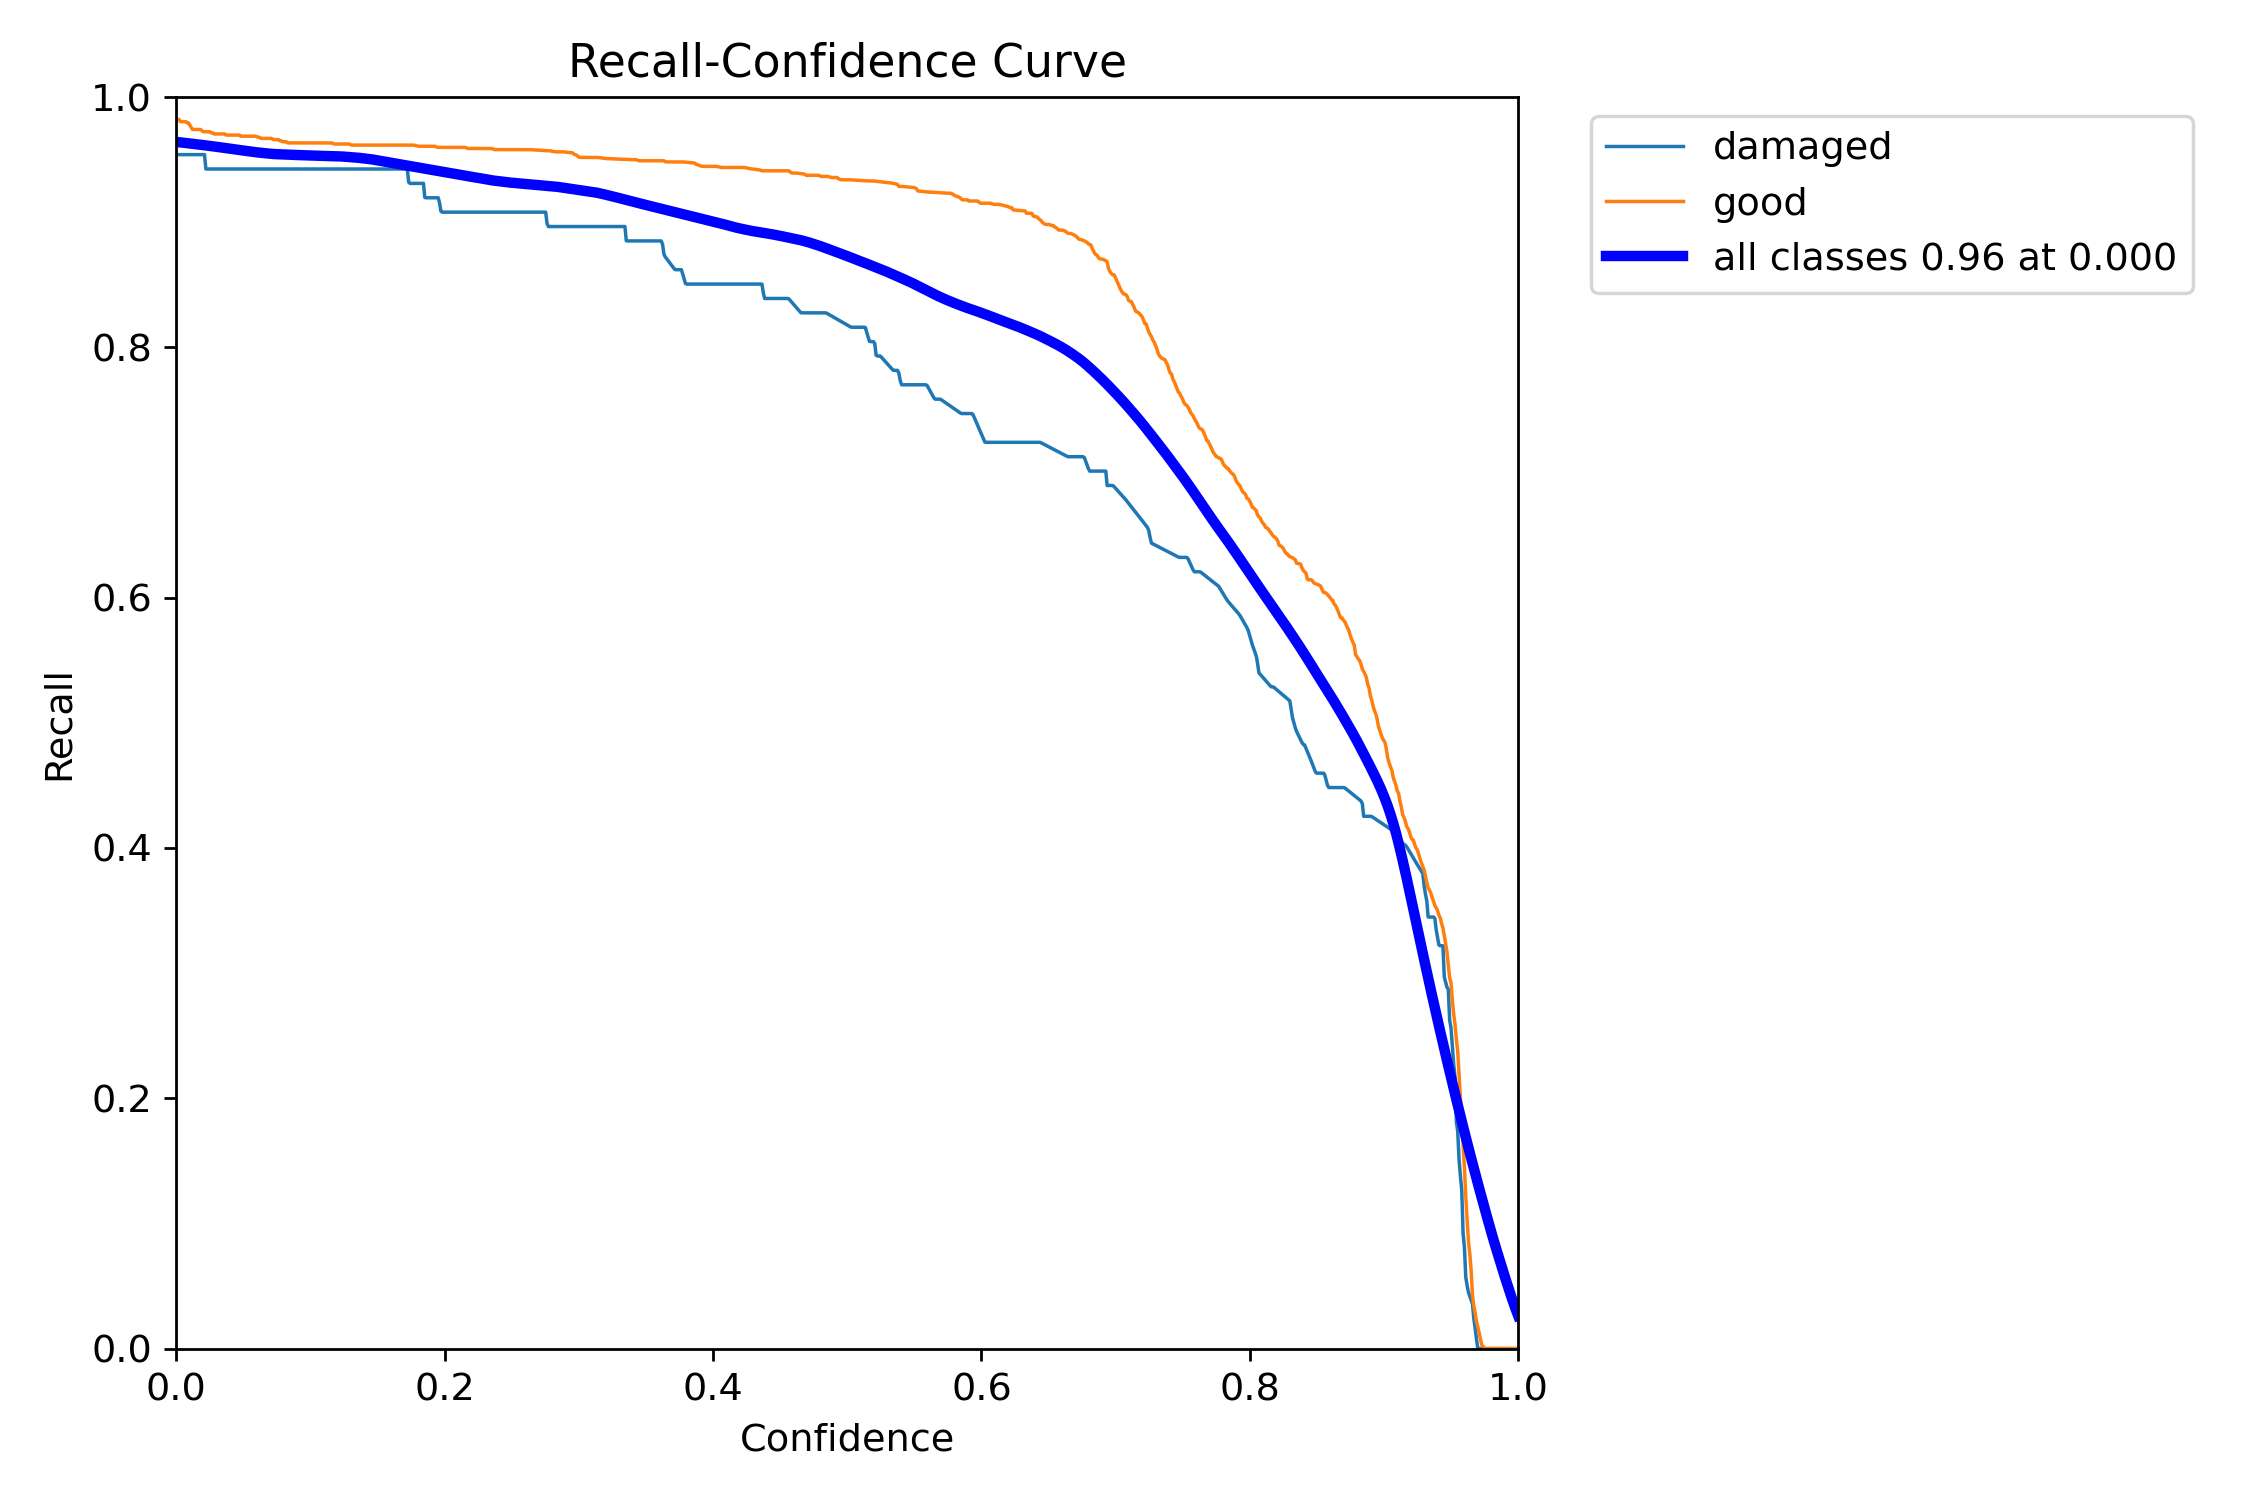 Recall-Confidence Curve
1.0
0.8
0.6
0.4
0.2
0.0
Recall
0.0 0.2 0.4 0.6 0.8 1.0
Confidence
damaged
good
all classes 0.96 at 0.000